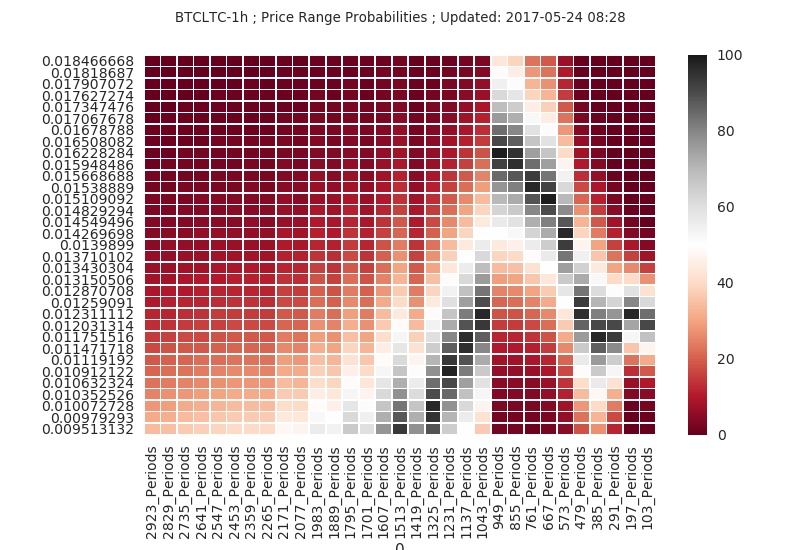 BTCLTC-1h ; Price Range Probabilities ; Updated: 2017-05-24 08:28
0.018466668
0.01818687
0.017907072
0.017627274
0.017347476
0.017067678
0.01678788
0.016508082
0.016228284
0.015948486
0.015668688
0.01538889
0.015109092
0.014829294
0.014549496
0.014269698
0.0139899
0.013710102
0.013430304
0.013150506
0.012870708
0.01259091
0.012311112
0.012031314
0.011751516
0.011471718
0.01119192
0.010912122
0.010632324
0.010352526
0.010072728
0.00979293
0.009513132
100
80
60
40
20
0
2923_Periods
2829_Periods
2735_Periods
2641_Periods
2547_Periods
2453_Periods
2359_Periods
2265_Periods
2171_Periods
2077_Periods
1983_Periods
1889_Periods
1795_Periods
1701_Periods
1607_Periods
1513_Periods
1419_Periods
1325_Periods
1231_Periods
1137_Periods
1043_Periods
949_Periods
855_Periods
761_Periods
667_Periods
573_Periods
479_Periods
385_Periods
291_Periods
197_Periods
103_Periods